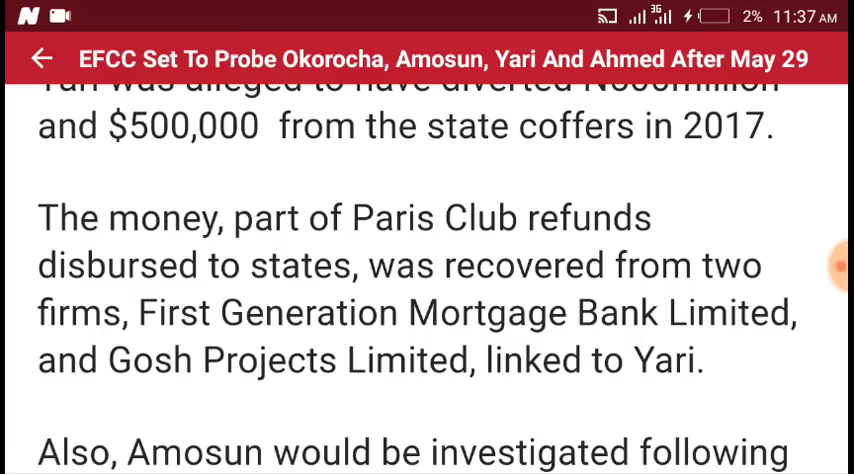 3G 2% 11:37 AM
EFCC Set To Probe Okorocha, Amosun, Yari And Ahmed After May 29
and $500,000 from the state coffers in 2017.
The money, part of Paris Club refunds
disbursed to states, was recovered from two
firms, First Generation Mortgage Bank Limited,
and Gosh Projects Limited, linked to Yari.
Also, Amosun would be investigated following